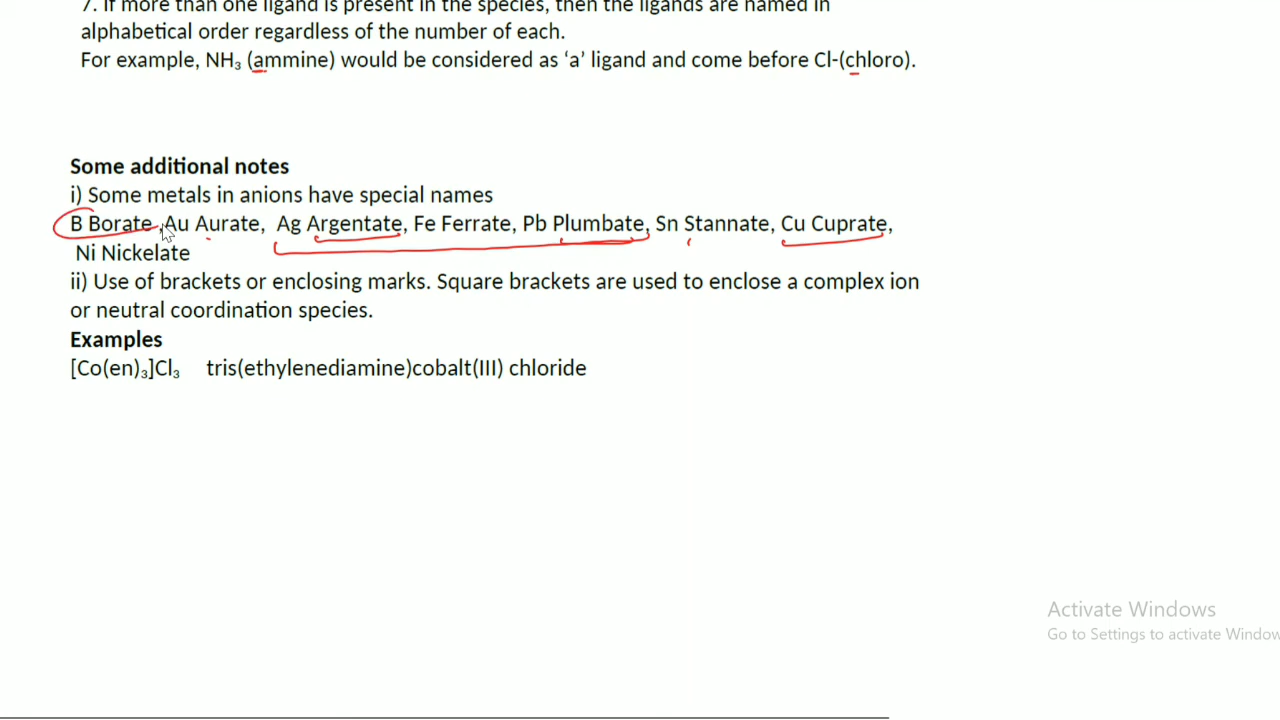 7. If more than one ligand is present in the species, then the ligands are named in
alphabetical order regardless of the number of each.
For example, NH₃ (ammine) would be considered as ‘a’ ligand and come before Cl-(chloro).
Some additional notes
i) Some metals in anions have special names
B Borate ,Au Aurate, Ag Argentate, Fe Ferrate, Pb Plumbate, Sn Stannate, Cu Cuprate,
Ni Nickelate
ii) Use of brackets or enclosing marks. Square brackets are used to enclose a complex ion
or neutral coordination species.
Examples
[Co(en)₃]Cl₃ tris(ethylenediamine)cobalt(III) chloride
Activate Windows
Go to Settings to activate Window